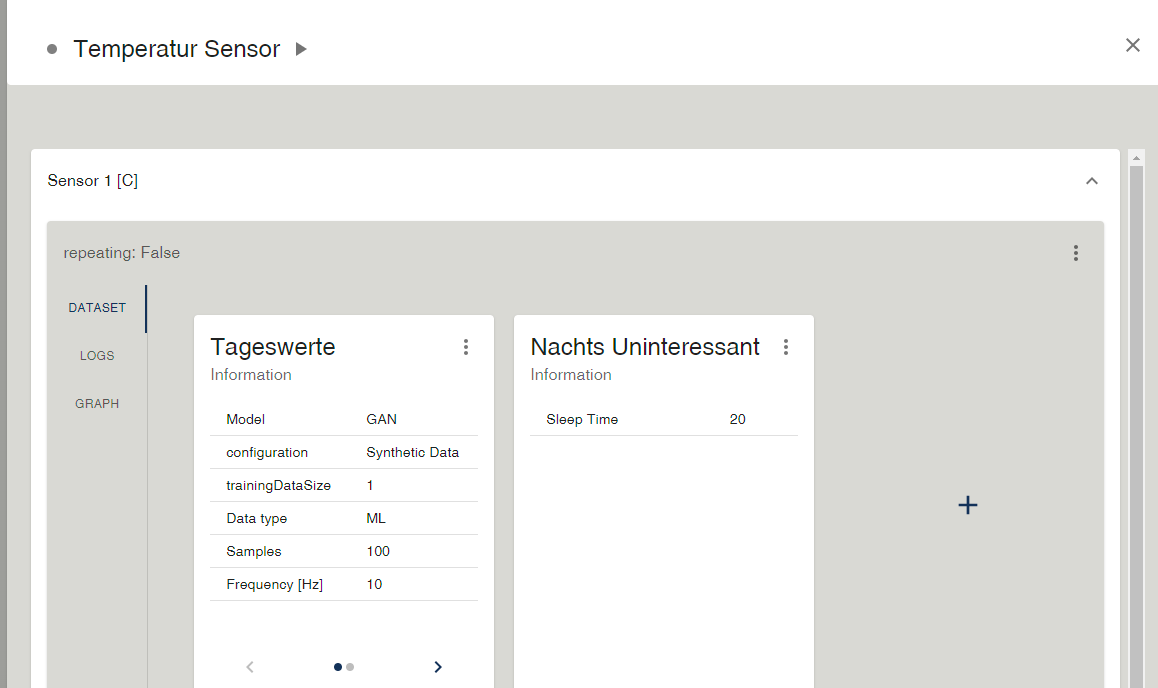 Temperatur Sensor
Sensor 1 [C]
repeating: False
DATASET
LOGS
GRAPH
Tageswerte
Information
Model GAN
configuration Synthetic Data
trainingDataSize 1
Data type ML
Samples 100
Frequency [Hz] 10
Nachts Uninteressant
Information
Sleep Time 20